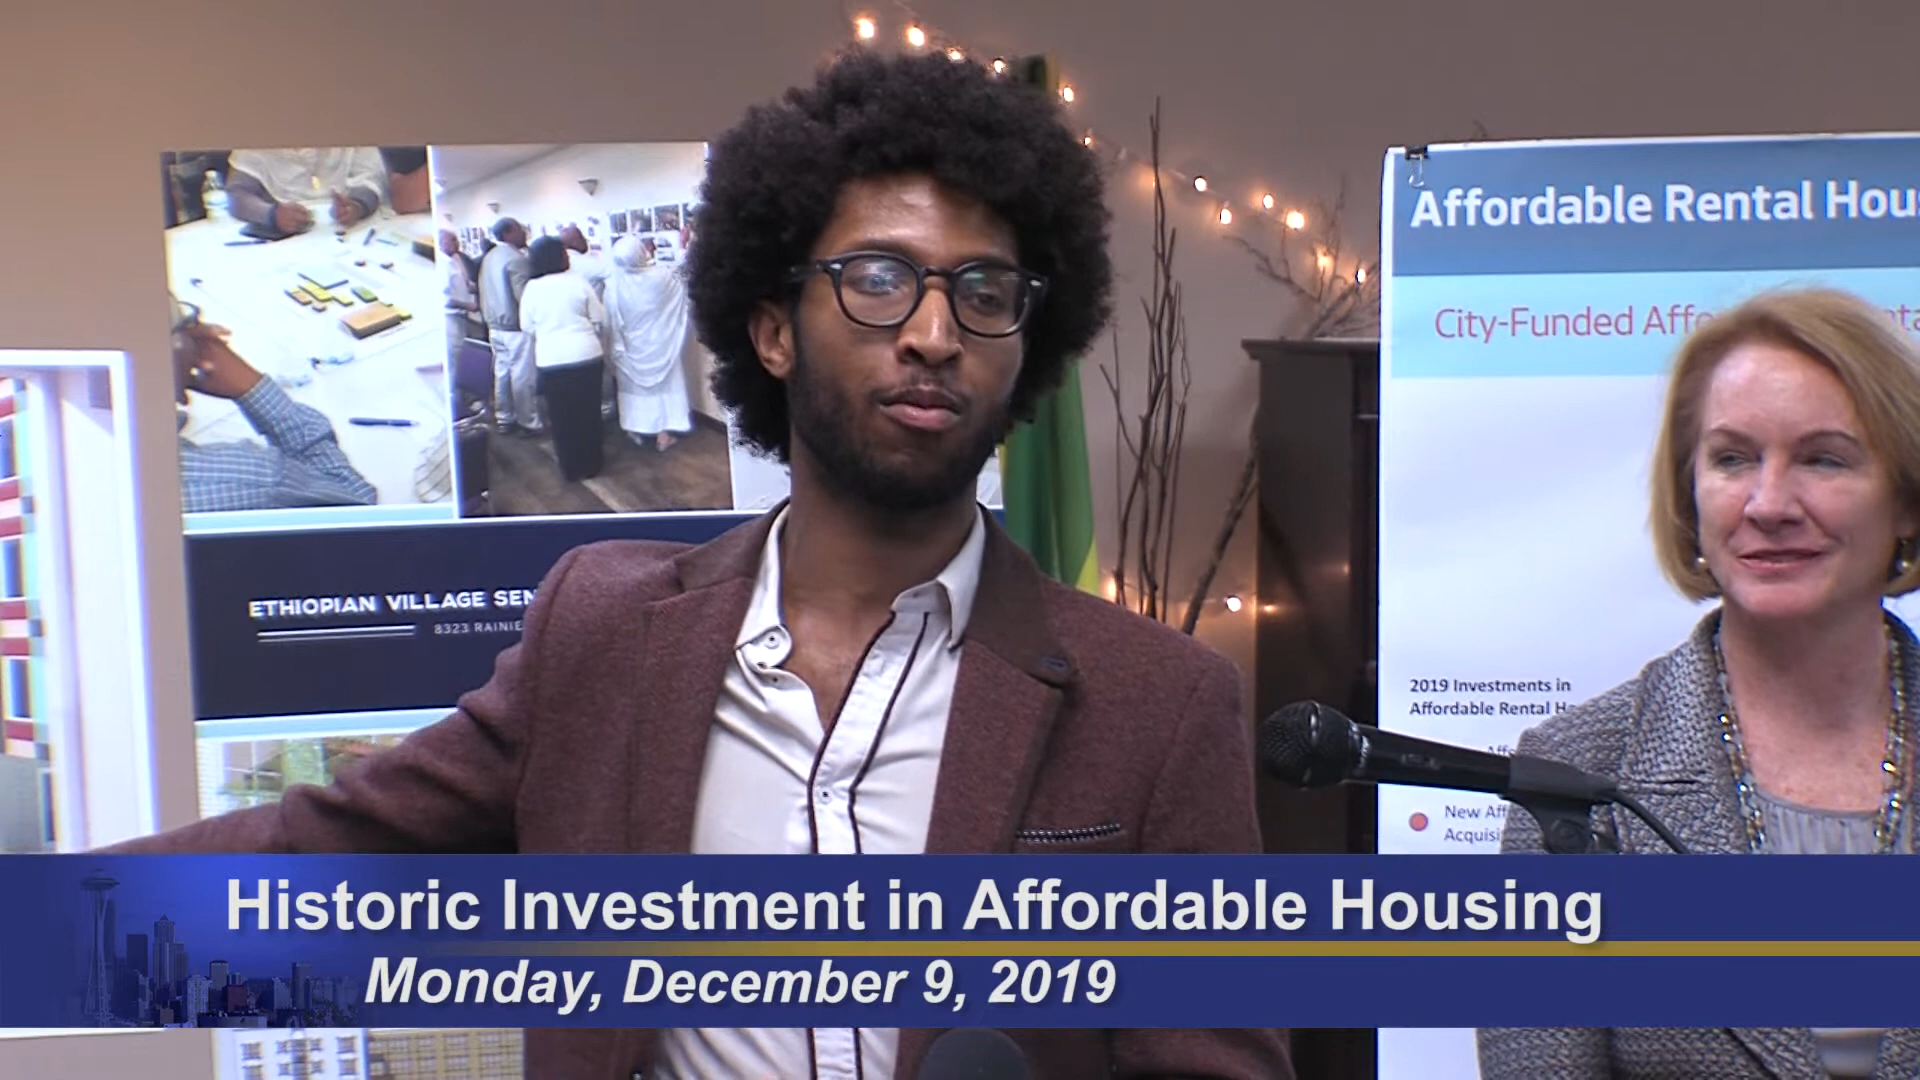 Affordable Rental Hou
City-Funded Affo
ETHIOPIAN VILLAGE SEN
8323 RAINIE
2019 Investments in
Affordable Rental H
New Aff
Acquisi
Historic Investment in Affordable Housing
Monday, December 9, 2019